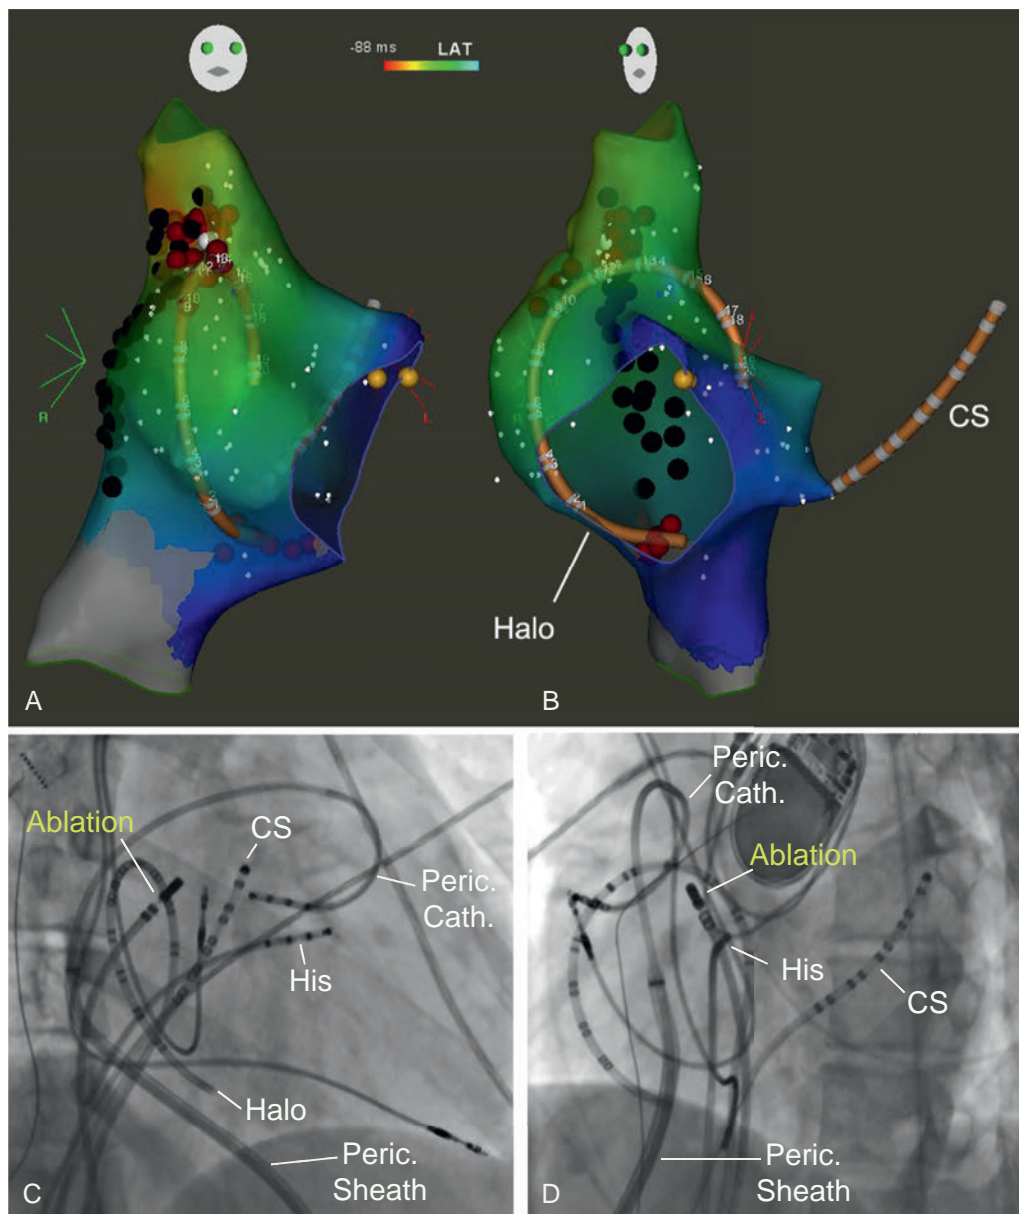 -88 ms LAT
R
L
L
CS
Halo
A
B
Ablation
CS
Peric.
Cath.
His
Halo
Peric.
Sheath
C
Peric.
Cath.
Ablation
His
CS
Peric.
Sheath
D